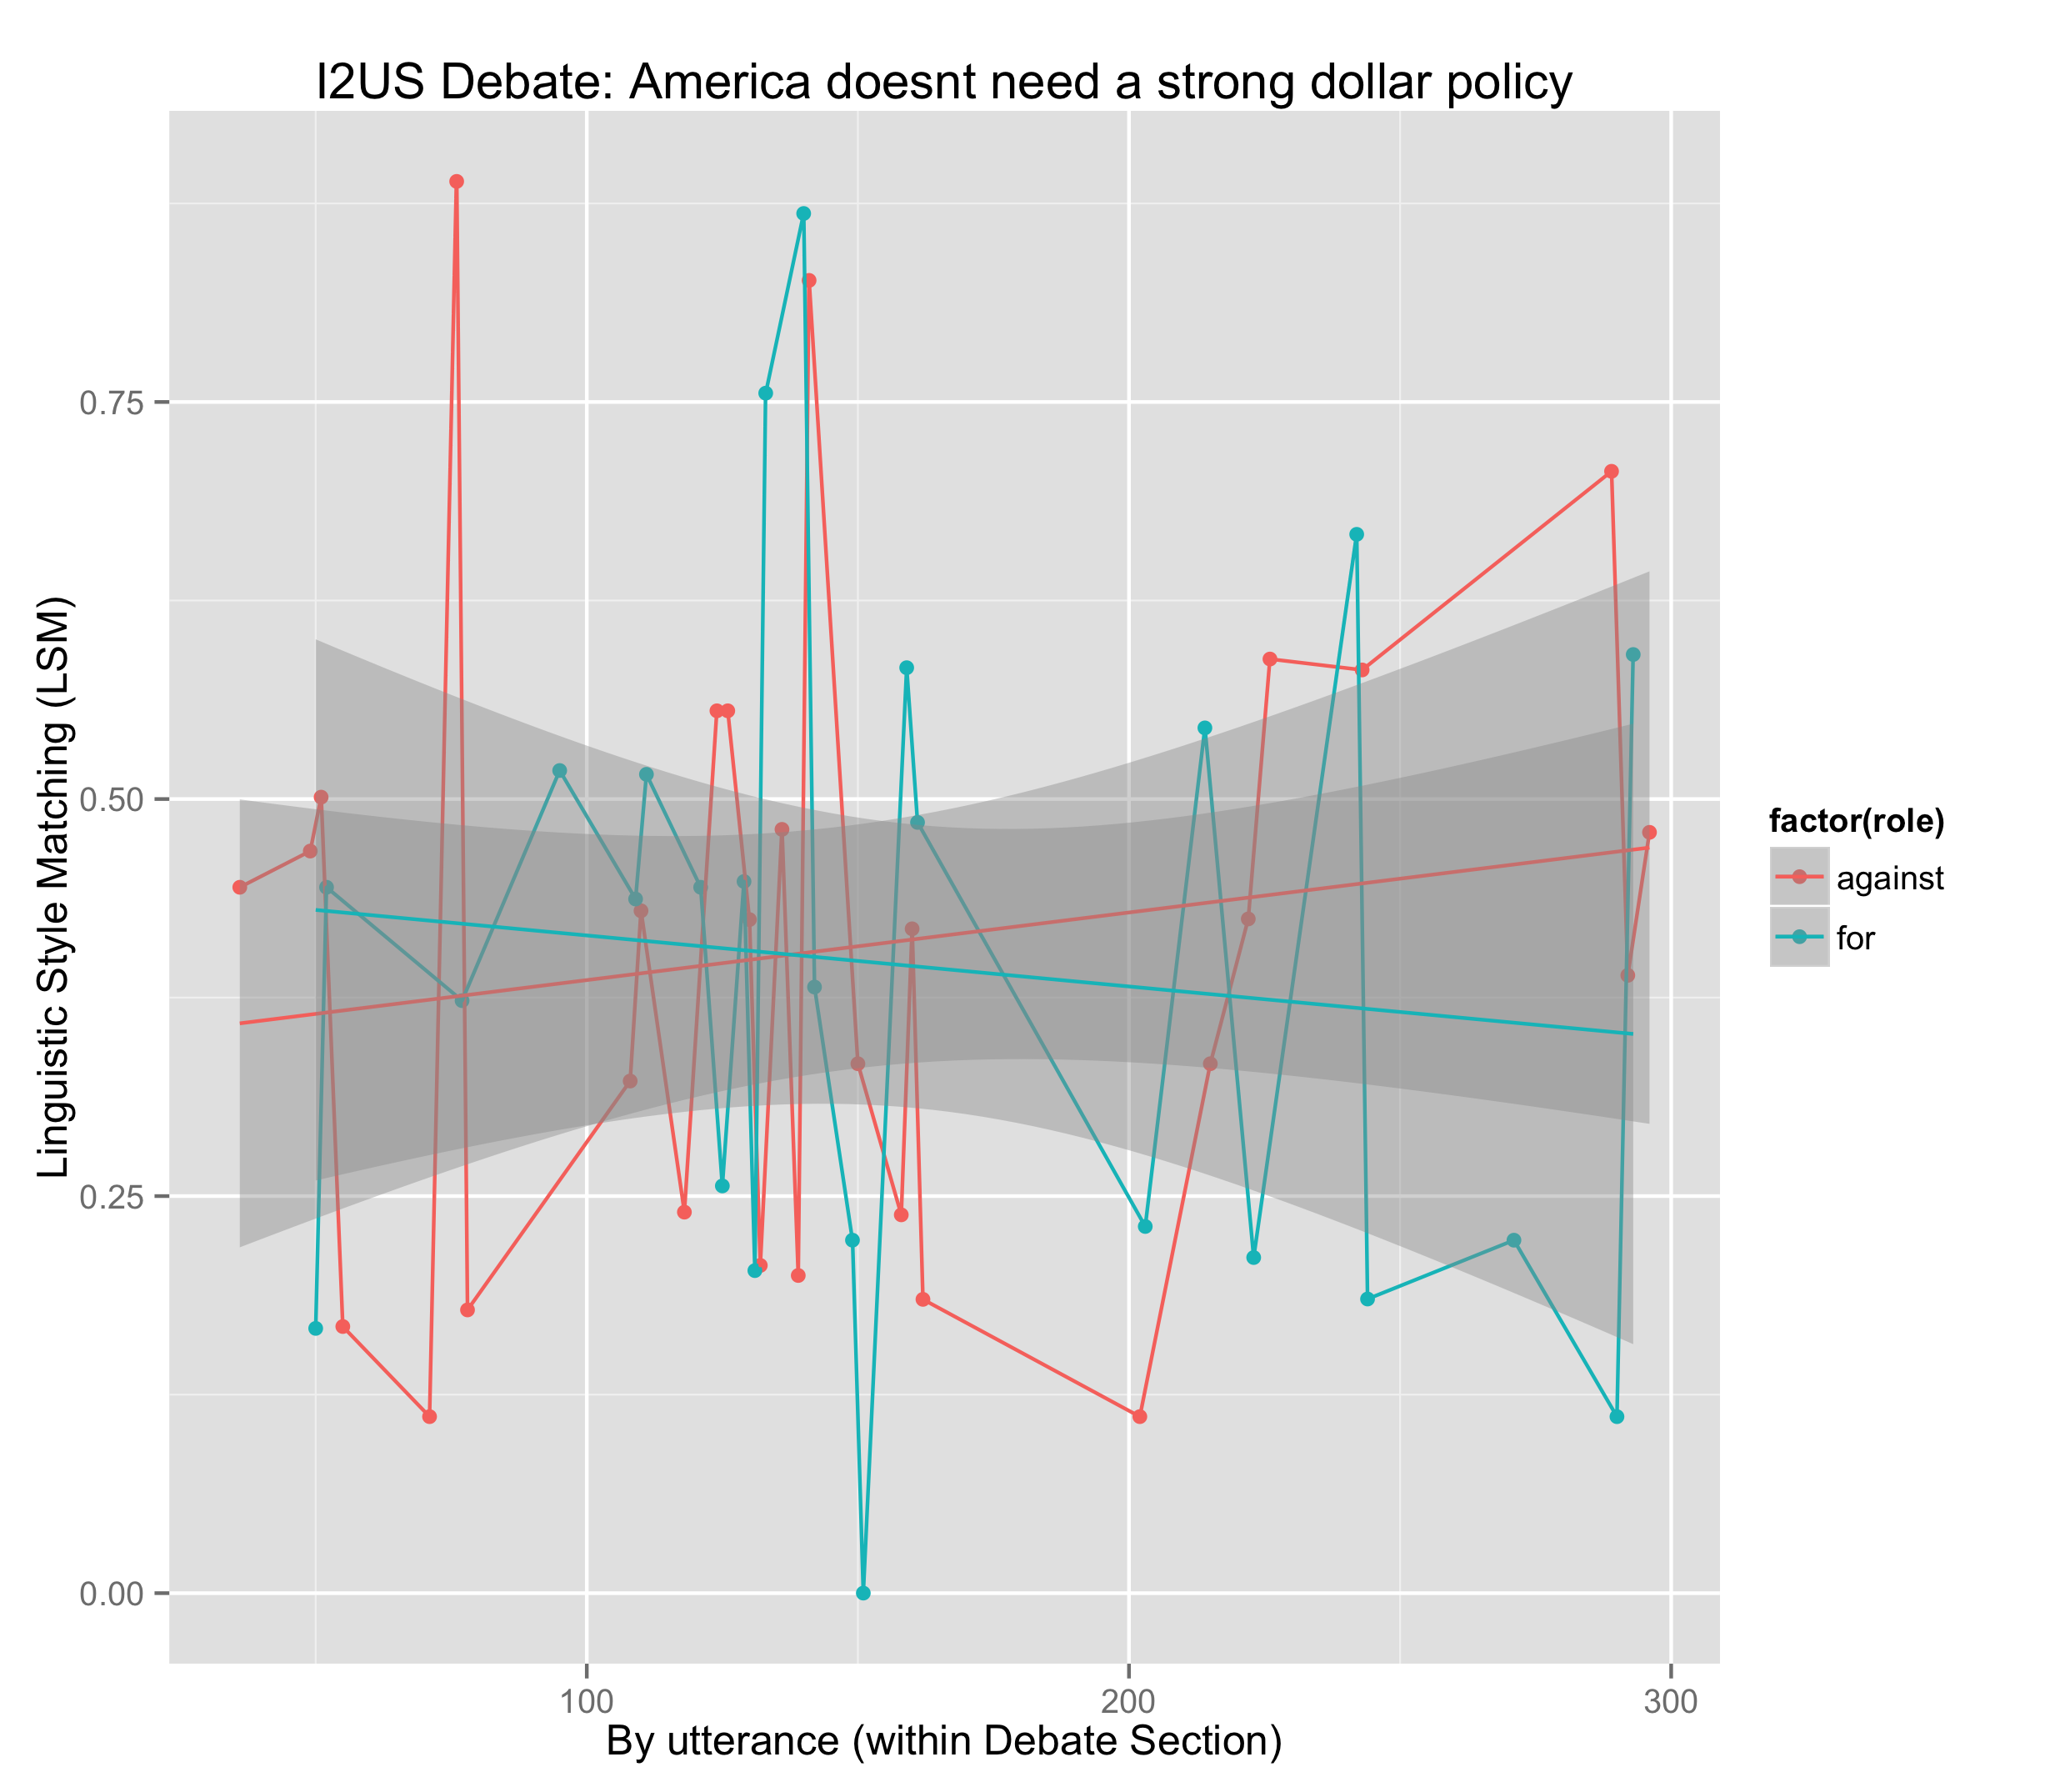 I2US Debate: America doesnt need a strong dollar policy
Linguistic Style Matching (LSM)
0.75
0.50
0.25
0.00
100 200 300
By utterance (within Debate Section)
factor(role)
against
for